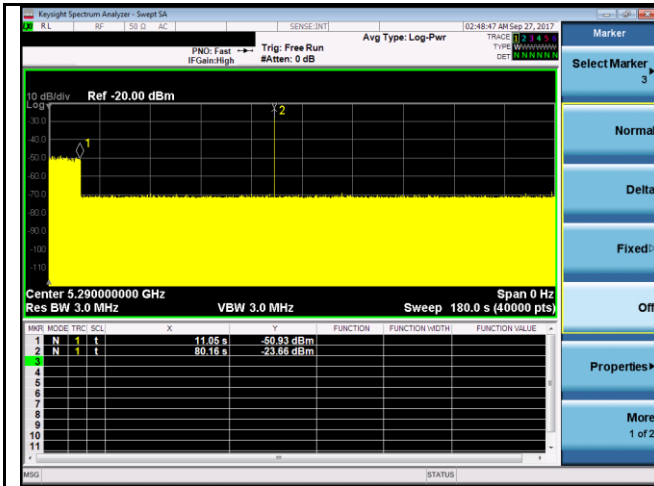 Keysight Spectrum Analyzer - Swept SA
LXI RL RF 50 Ω AC SENSE:INT 02:48:47 AM Sep 27, 2017
Avg Type: Log-Pwr TRACE 1 2 3 4 5 6
PNO: Fast Trig: Free Run TYPE WWWWWW
IFGain:High #Atten: 0 dB DET N N N N N N
10 dB/div Ref -20.00 dBm
Log
-30.0
-40.0
-50.0
-60.0
-70.0
-80.0
-90.0
-100
-110
1
2
Center 5.290000000 GHz Span 0 Hz
Res BW 3.0 MHz VBW 3.0 MHz Sweep 180.0 s (40000 pts)
MKR MODE TRC SCL X Y FUNCTION FUNCTION WIDTH FUNCTION VALUE
1 N 1 t 11.05 s -50.93 dBm
2 N 1 t 80.16 s -23.66 dBm
3
4
5
6
7
8
9
10
11
MSG STATUS
Marker
Select Marker
3
Normal
Delta
Fixed
Off
Properties
More
1 of 2